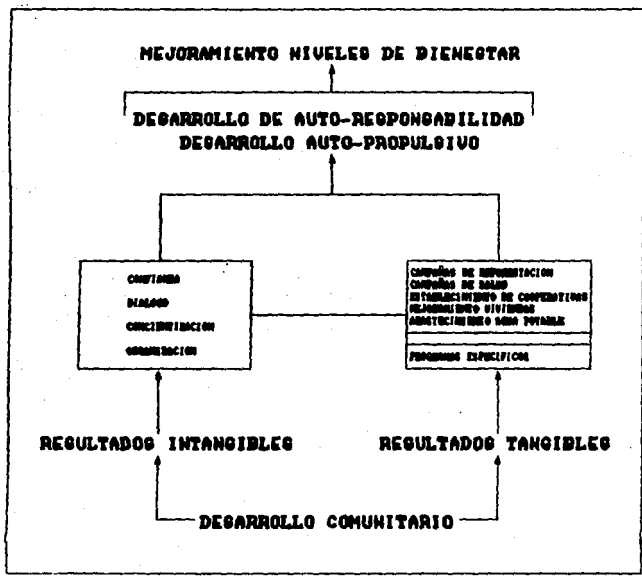 MEJORAMIENTO NIVELES DE BIENESTAR
DESARROLLO DE AUTO-RESPONSABILIDAD
DESARROLLO AUTO-PROPULSIVO
CONFIANZA
DIALOGO
CONCIENTIZACION
ORGANIZACION
CAMPAÑAS DE REFORESTACION
CAMPAÑAS DE SALUD
ESTABLECIMIENTO DE COOPERATIVAS
MEJORAMIENTO VIVIENDAS
ABASTECIMIENTO AGUA POTABLE
PROGRAMAS ESPECIFICOS
RESULTADOS INTANGIBLES
RESULTADOS TANGIBLES
DESARROLLO COMUNITARIO